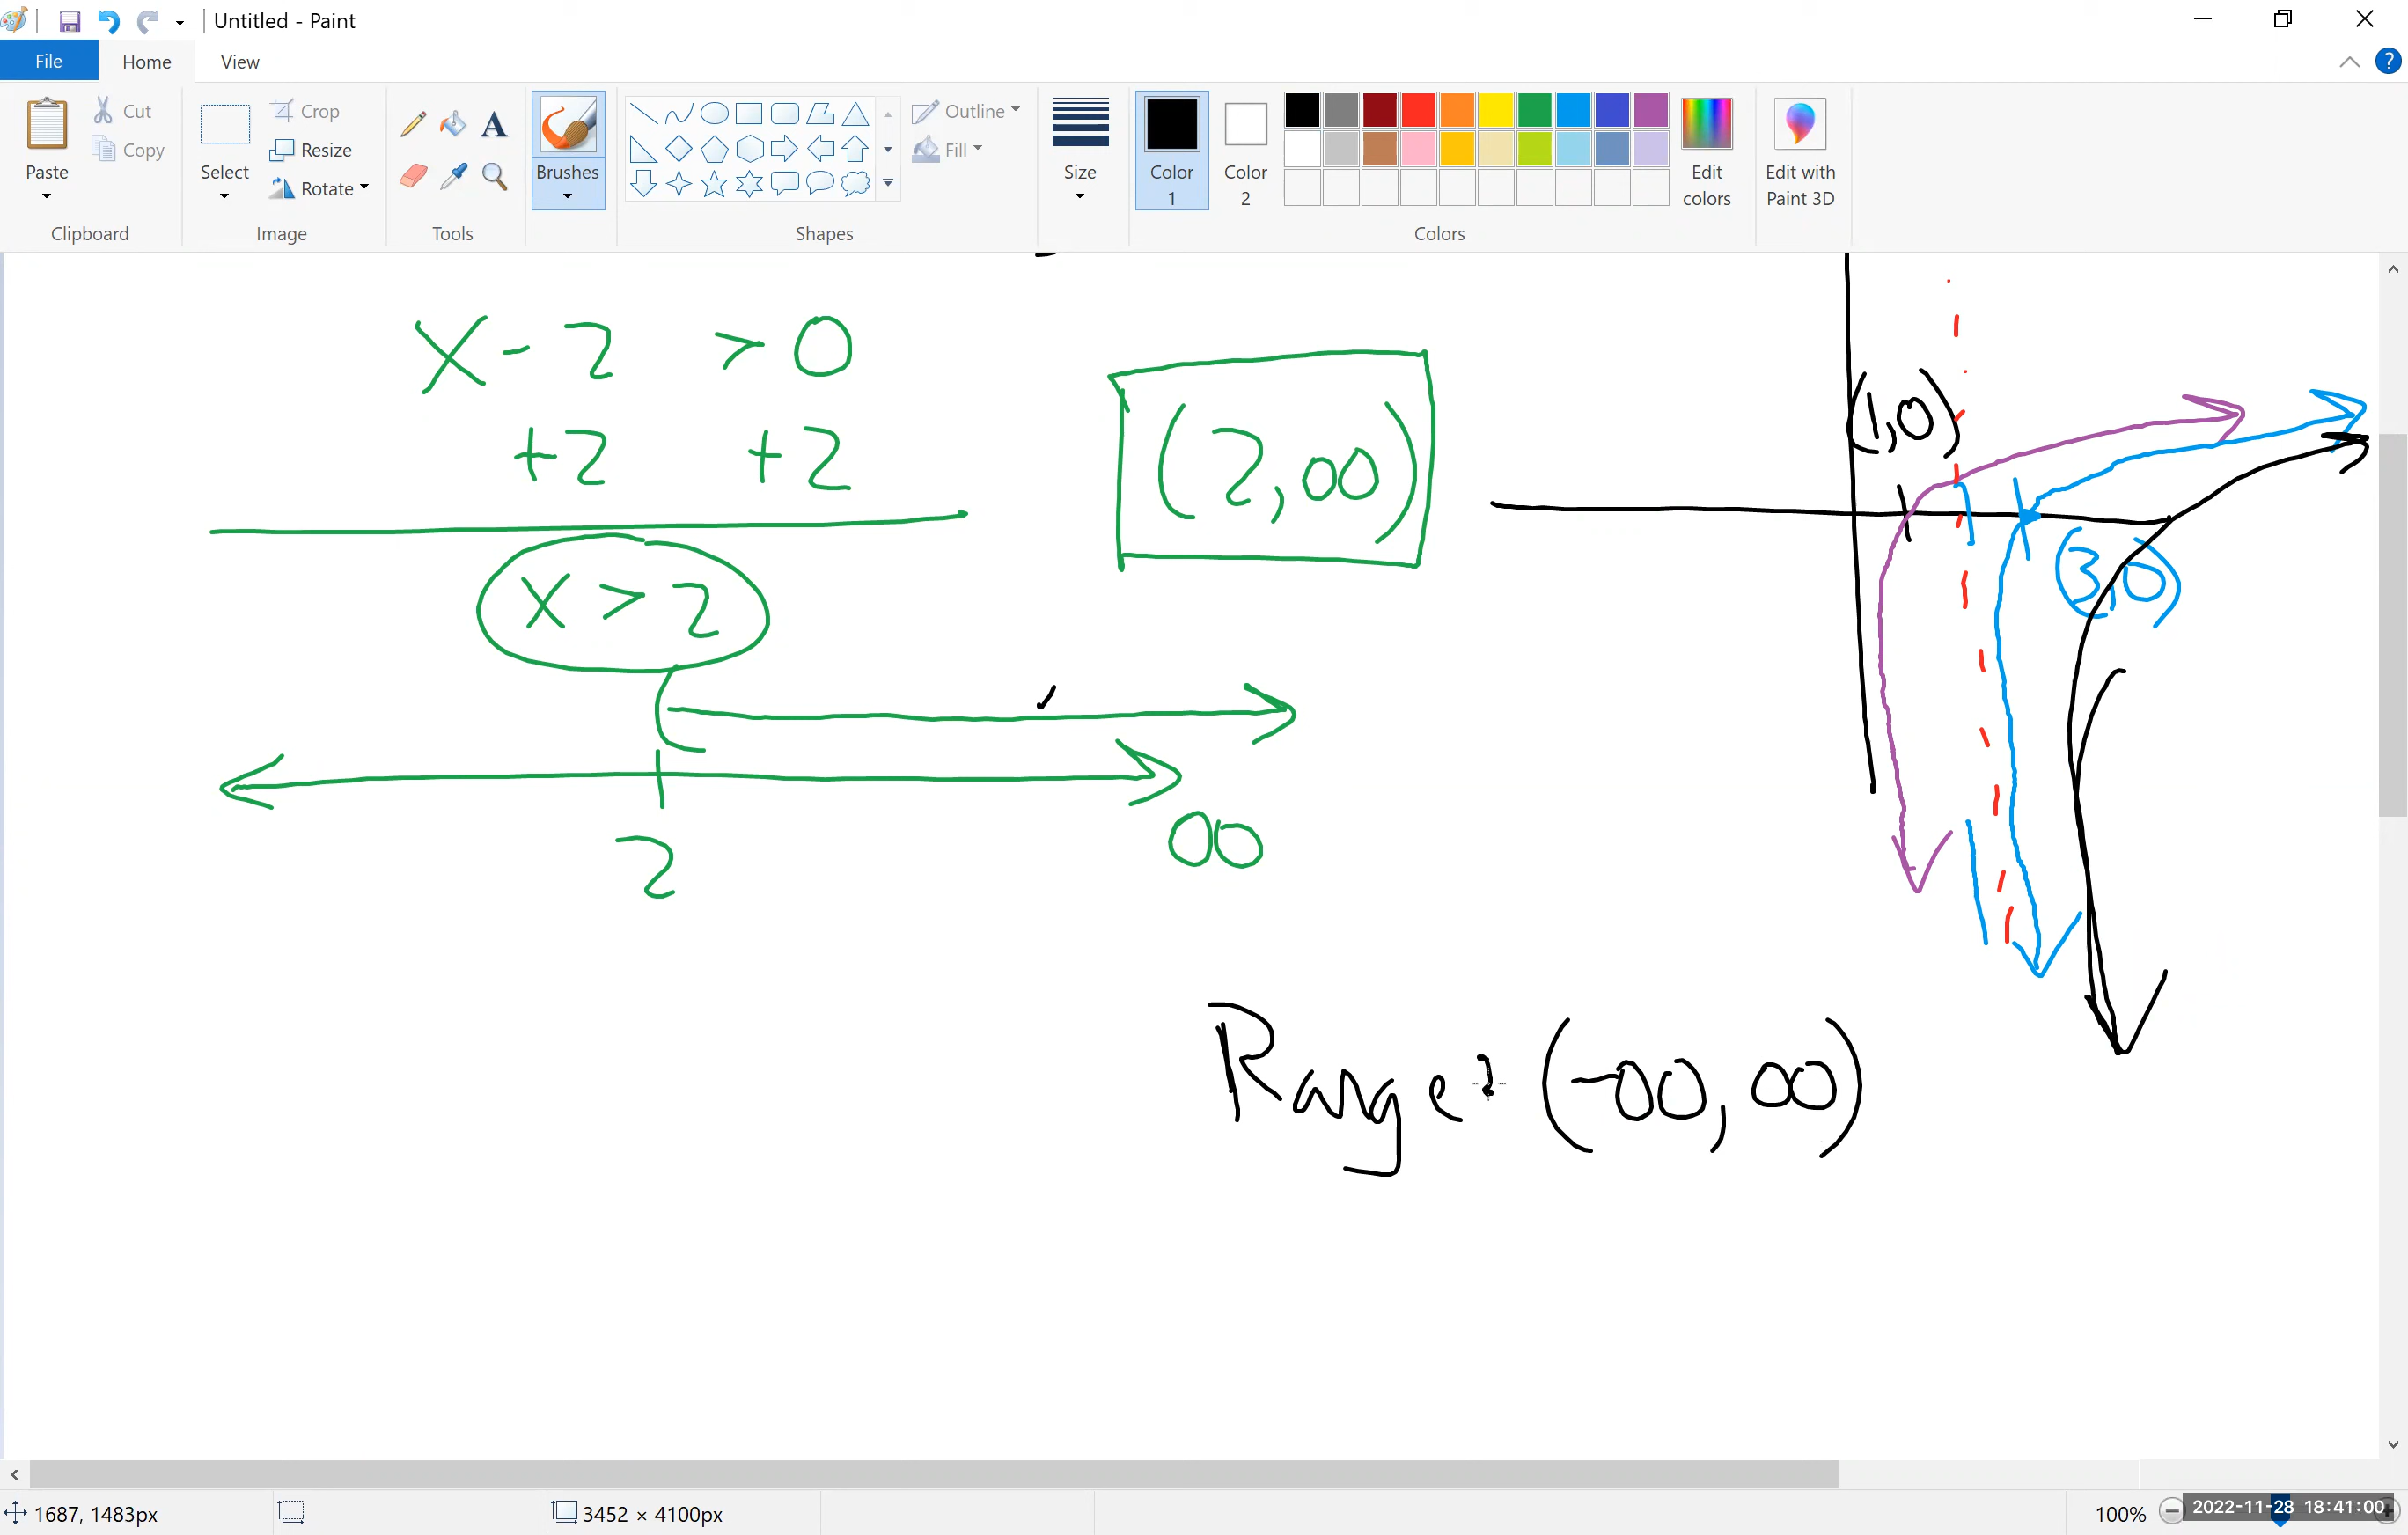 Untitled - Paint
File
Home
View
?
Paste
Cut
Copy
Clipboard
Select
Crop
Resize
Rotate
Image
A
Tools
Brushes
Outline
Fill
Shapes
Size
Color 1
Color 2
Edit colors
Edit with Paint 3D
Colors
x - 2 > 0
+2 +2
x > 2
2
∞
(2, ∞)
(1,0)
(3,0)
Range: (-∞, ∞)
1687, 1483px
3452 × 4100px
100%
2022-11-28 18:41:00